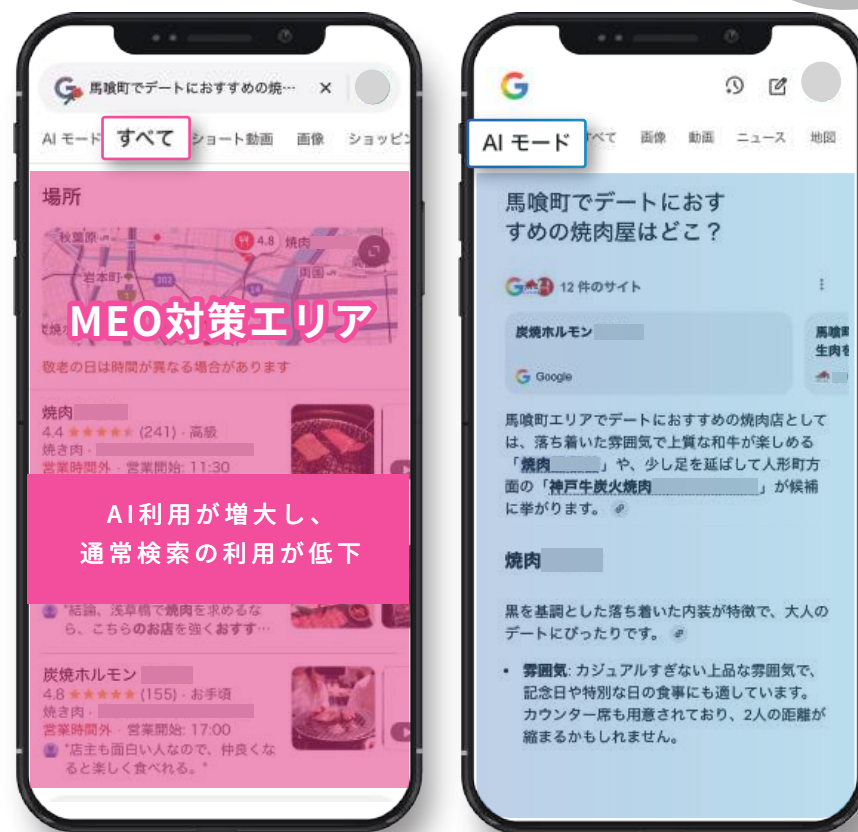 馬喰町でデートにおすすめの焼… ×
AI モード すべて ショート動画 画像 ショッピン
場所
秋葉原
4.8 焼肉
岩本町
302
両国
14
MEO対策エリア
敬老の日は時間が異なる場合があります
焼肉
4.4 ★★★★★ (241) · 高級
焼き肉 ·
営業時間外 · 営業開始: 11:30
AI利用が増大し、
通常検索の利用が低下
"結論、浅草橋で焼肉を求めるな
ら、こちらのお店を強くおすす…
炭焼ホルモン
4.8 ★★★★★ (155) · お手頃
焼き肉 ·
営業時間外 · 営業開始: 17:00
"店主も面白い人なので、仲良くな
ると楽しく食べれる。"
AI モード すべて 画像 動画 ニュース 地図
馬喰町でデートにおす
すめの焼肉屋はどこ？
12 件のサイト
炭焼ホルモン
Google
馬喰町
生肉を
馬喰町エリアでデートにおすすめの焼肉店として
は、落ち着いた雰囲気で上質な和牛が楽しめる
「焼肉 」や、少し足を延ばして人形町方
面の「神戸牛炭火焼肉 」が候補
に挙がります。
焼肉
黒を基調とした落ち着いた内装が特徴で、大人の
デートにぴったりです。
• 雰囲気: カジュアルすぎない上品な雰囲気で、
記念日や特別な日の食事にも適しています。
カウンター席も用意されており、2人の距離が
縮まるかもしれません。